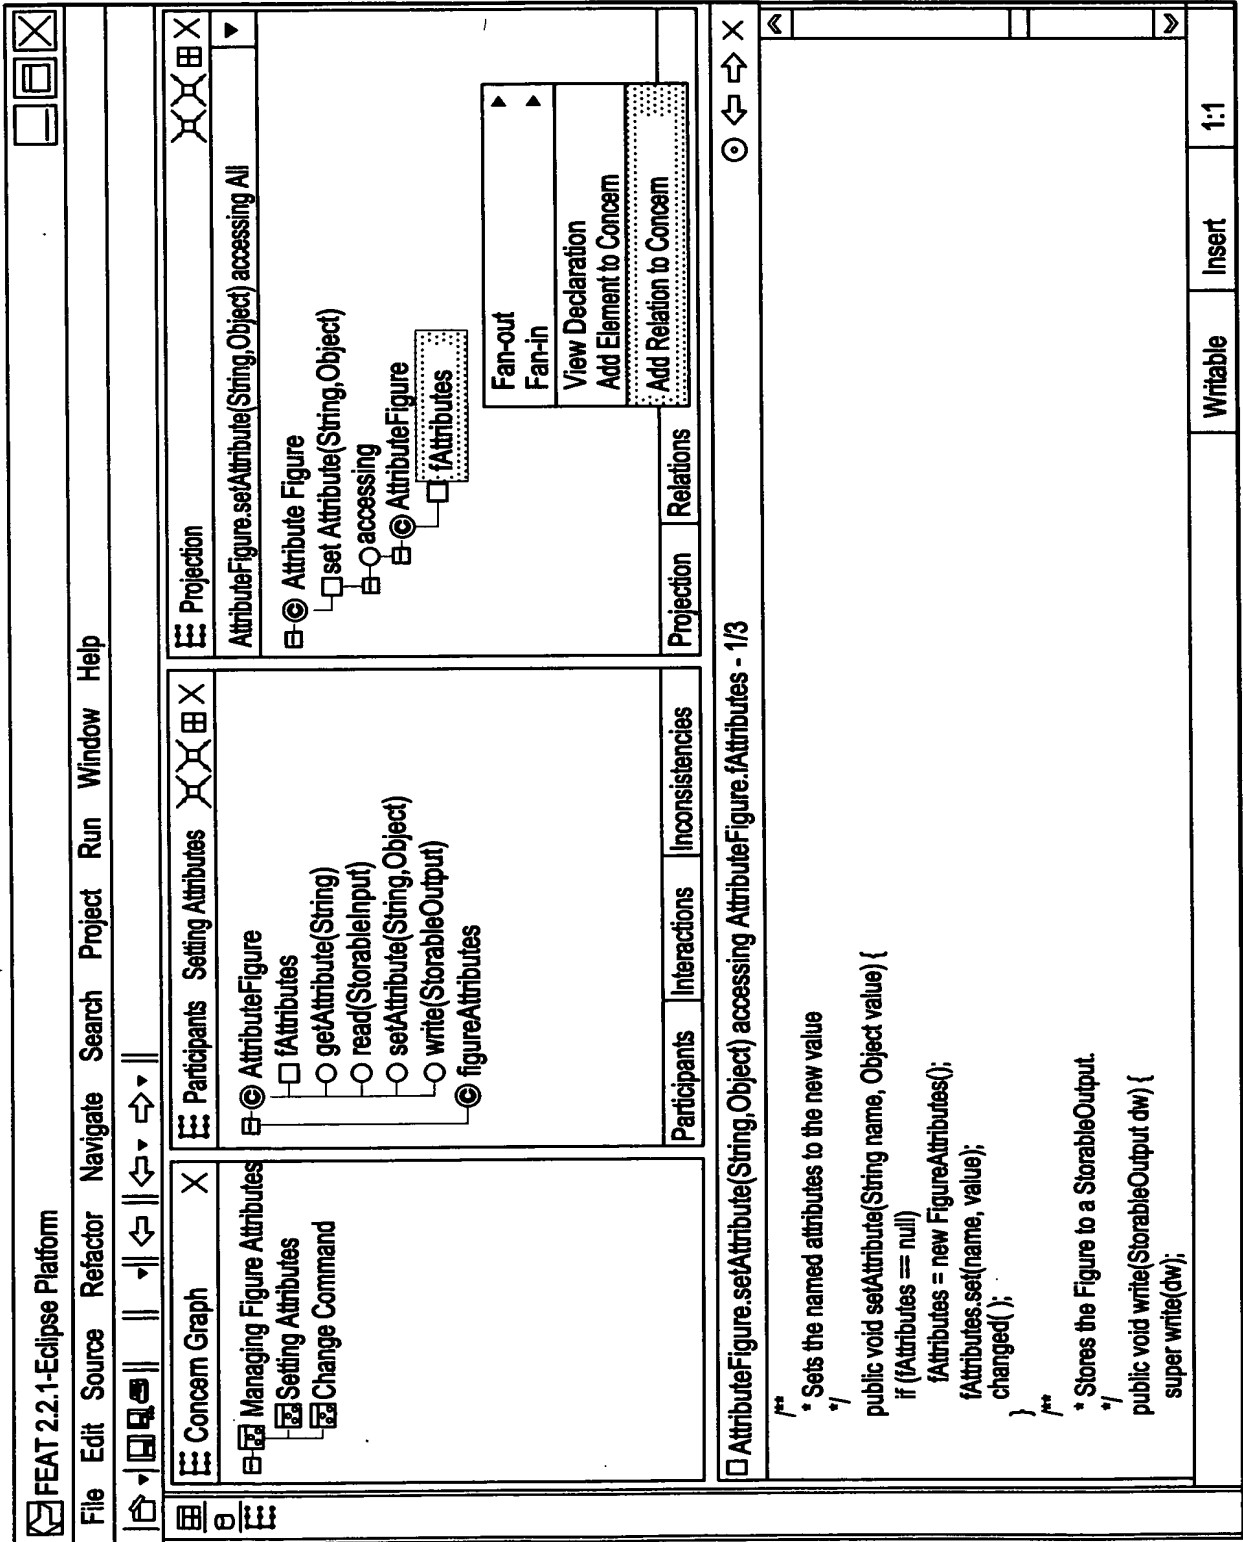 FEAT 2.2.1-Eclipse Platform
File Edit Source Refactor Navigate Search Project Run Window Help
Concern Graph
Managing Figure Attributes
Setting Attributes
Change Command
Participants Setting Attributes
AttributeFigure
fAttributes
getAttribute(String)
read(StorableInput)
setAttribute(String,Object)
write(StorableOutput)
figureAttributes
Participants Interactions Inconsistencies
Projection
AttributeFigure.setAttribute(String,Object) accessing All
Attribute Figure
set Attribute(String,Object)
accessing
AttributeFigure
fAttributes
Fan-out
Fan-in
View Declaration
Add Element to Concern
Add Relation to Concern
Projection Relations
AttributeFigure.setAttribute(String,Object) accessing AttributeFigure.fAttributes - 1/3
/**
* Sets the named attributes to the new value
*/
public void setAttribute(String name, Object value) {
if (fAttributes == null)
fAttributes = new FigureAttributes();
fAttributes.set(name, value);
changed( );
}
/**
* Stores the Figure to a StorableOutput.
*/
public void write(StorableOutput dw) {
super write(dw);
Writable Insert 1:1